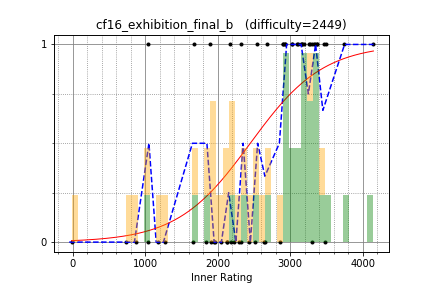 cf16_exhibition_final_b   (difficulty=2449)
1
0
0 1000 2000 3000 4000
Inner Rating